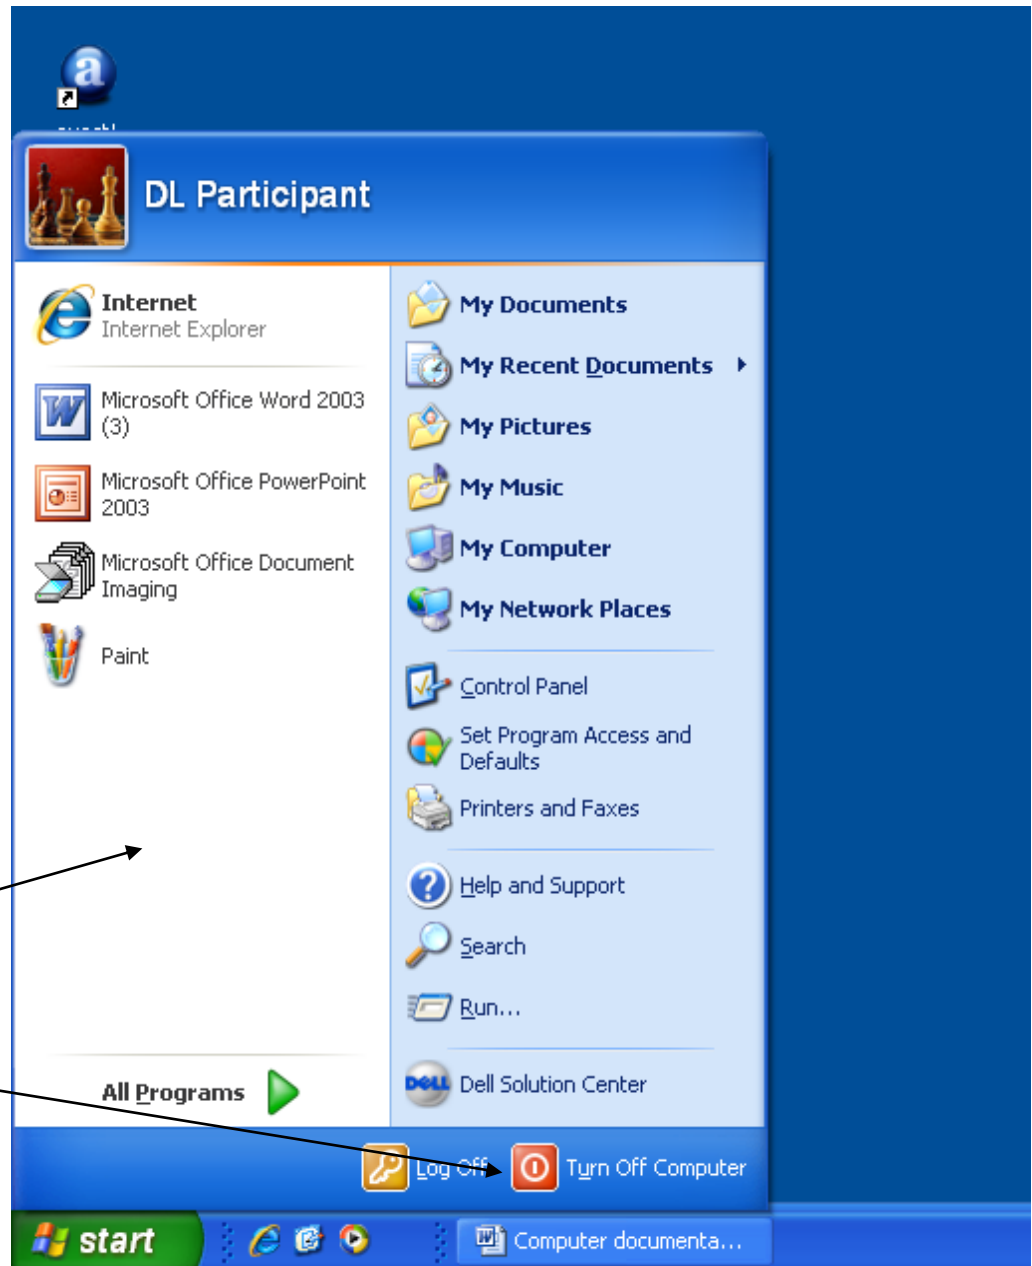 DL Participant
Internet
Internet Explorer
Microsoft Office Word 2003
(3)
Microsoft Office PowerPoint
2003
Microsoft Office Document
Imaging
Paint
All Programs
My Documents
My Recent Documents
My Pictures
My Music
My Computer
My Network Places
Control Panel
Set Program Access and
Defaults
Printers and Faxes
Help and Support
Search
Run...
DELL Dell Solution Center
Log Off
Turn Off Computer
start
Computer documenta...